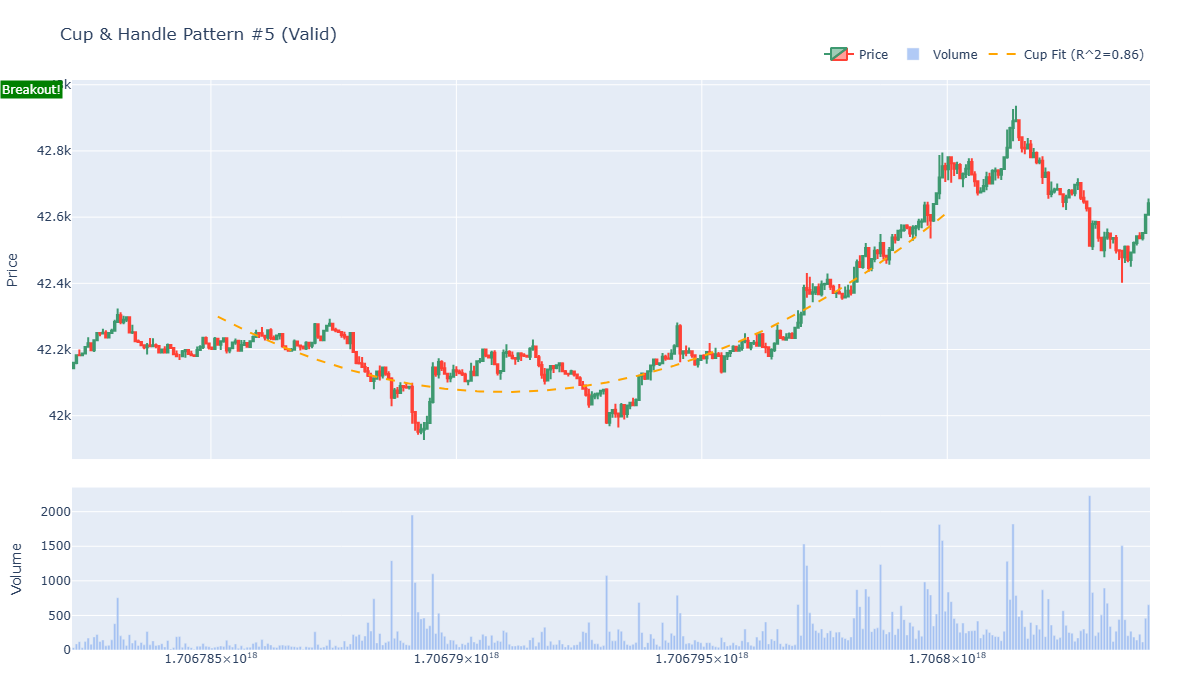 Cup & Handle Pattern #5 (Valid)
Price
Volume
Cup Fit (R^2=0.86)
Breakout!
k
42.8k
42.6k
42.4k
42.2k
42k
Price
2000
1500
1000
500
0
Volume
1.706785×10¹⁸
1.70679×10¹⁸
1.706795×10¹⁸
1.7068×10¹⁸